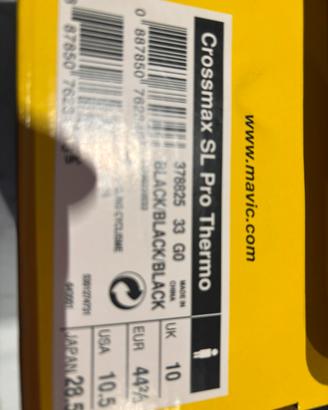 www.mavic.com
Crossmax SL Pro Thermo
378825 33 G0
MADE IN
CHINA
BLACK/BLACK/BLACK
0 887850
887850
UK 10
EUR 44⅔
USA 10.5
JAPAN 28.5